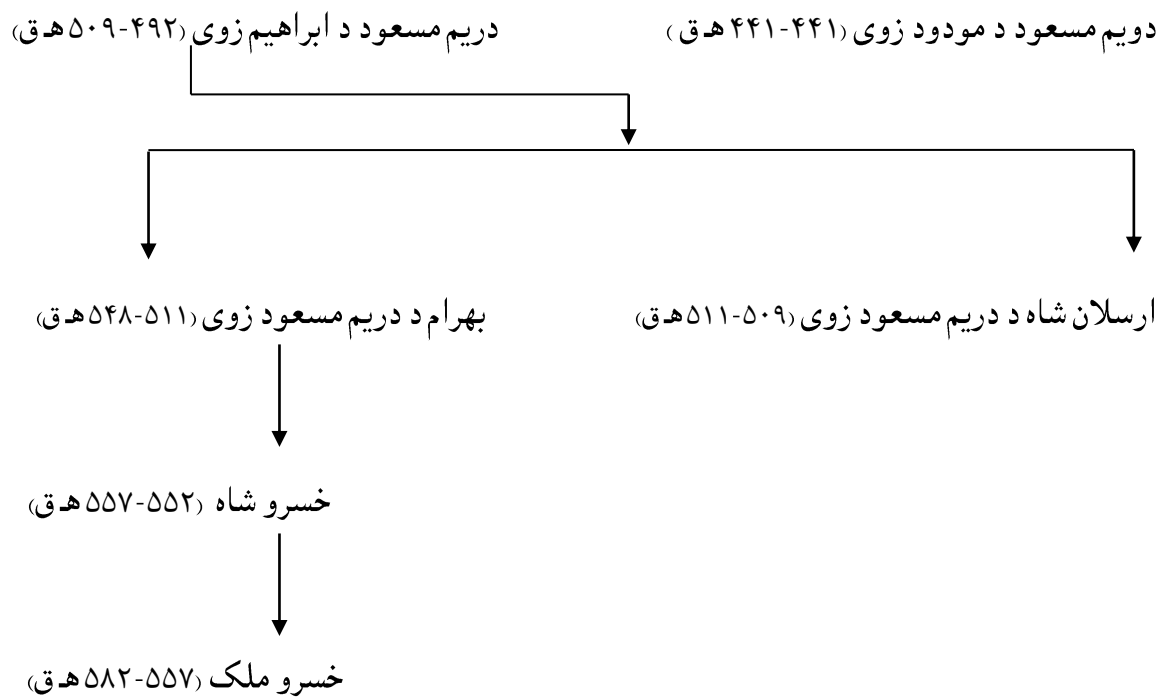 دویم مسعود د مودود زوی (۴۴۱-۴۴۱ هـ ق )
دریم مسعود د ابراهیم زوی (۴۹۲-۵۰۹ هـ ق)
ارسلان شاه د دریم مسعود زوی (۵۰۹-۵۱۱ هـ ق)
بهرام د دریم مسعود زوی (۵۱۱-۵۴۸ هـ ق)
خسرو شاه (۵۵۲-۵۵۷ هـ ق)
خسرو ملک (۵۵۷-۵۸۲ هـ ق)